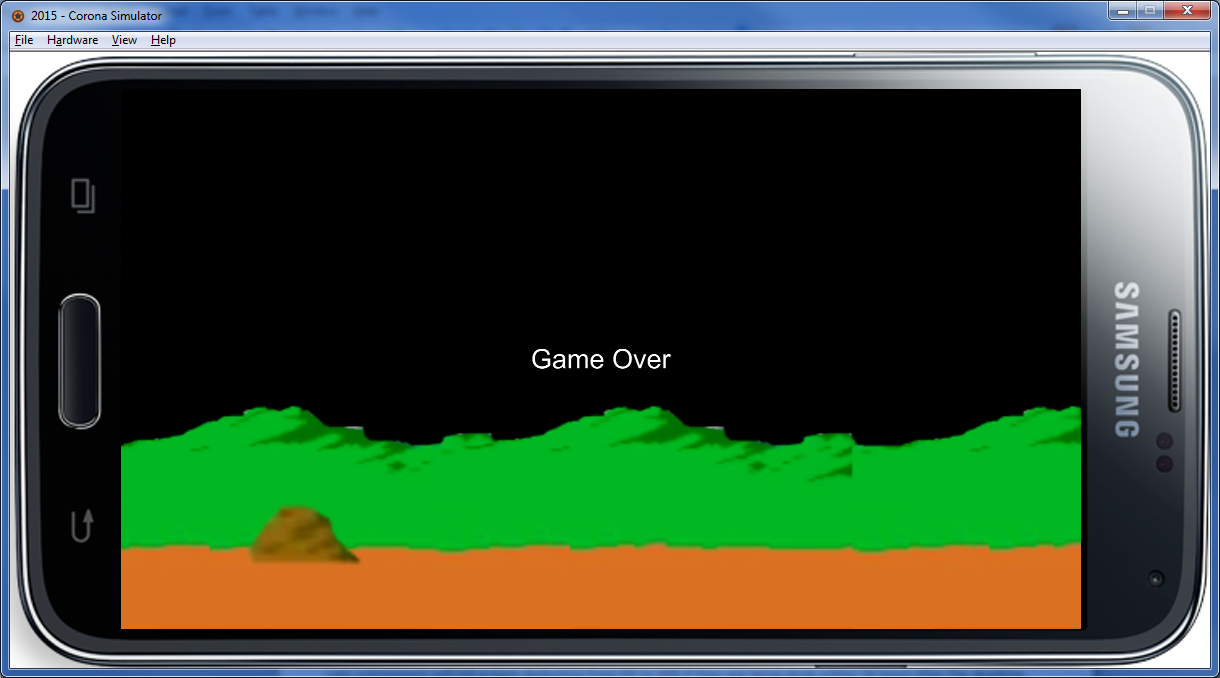 2015 - Corona Simulator
File Hardware View Help
Game Over
SAMSUNG